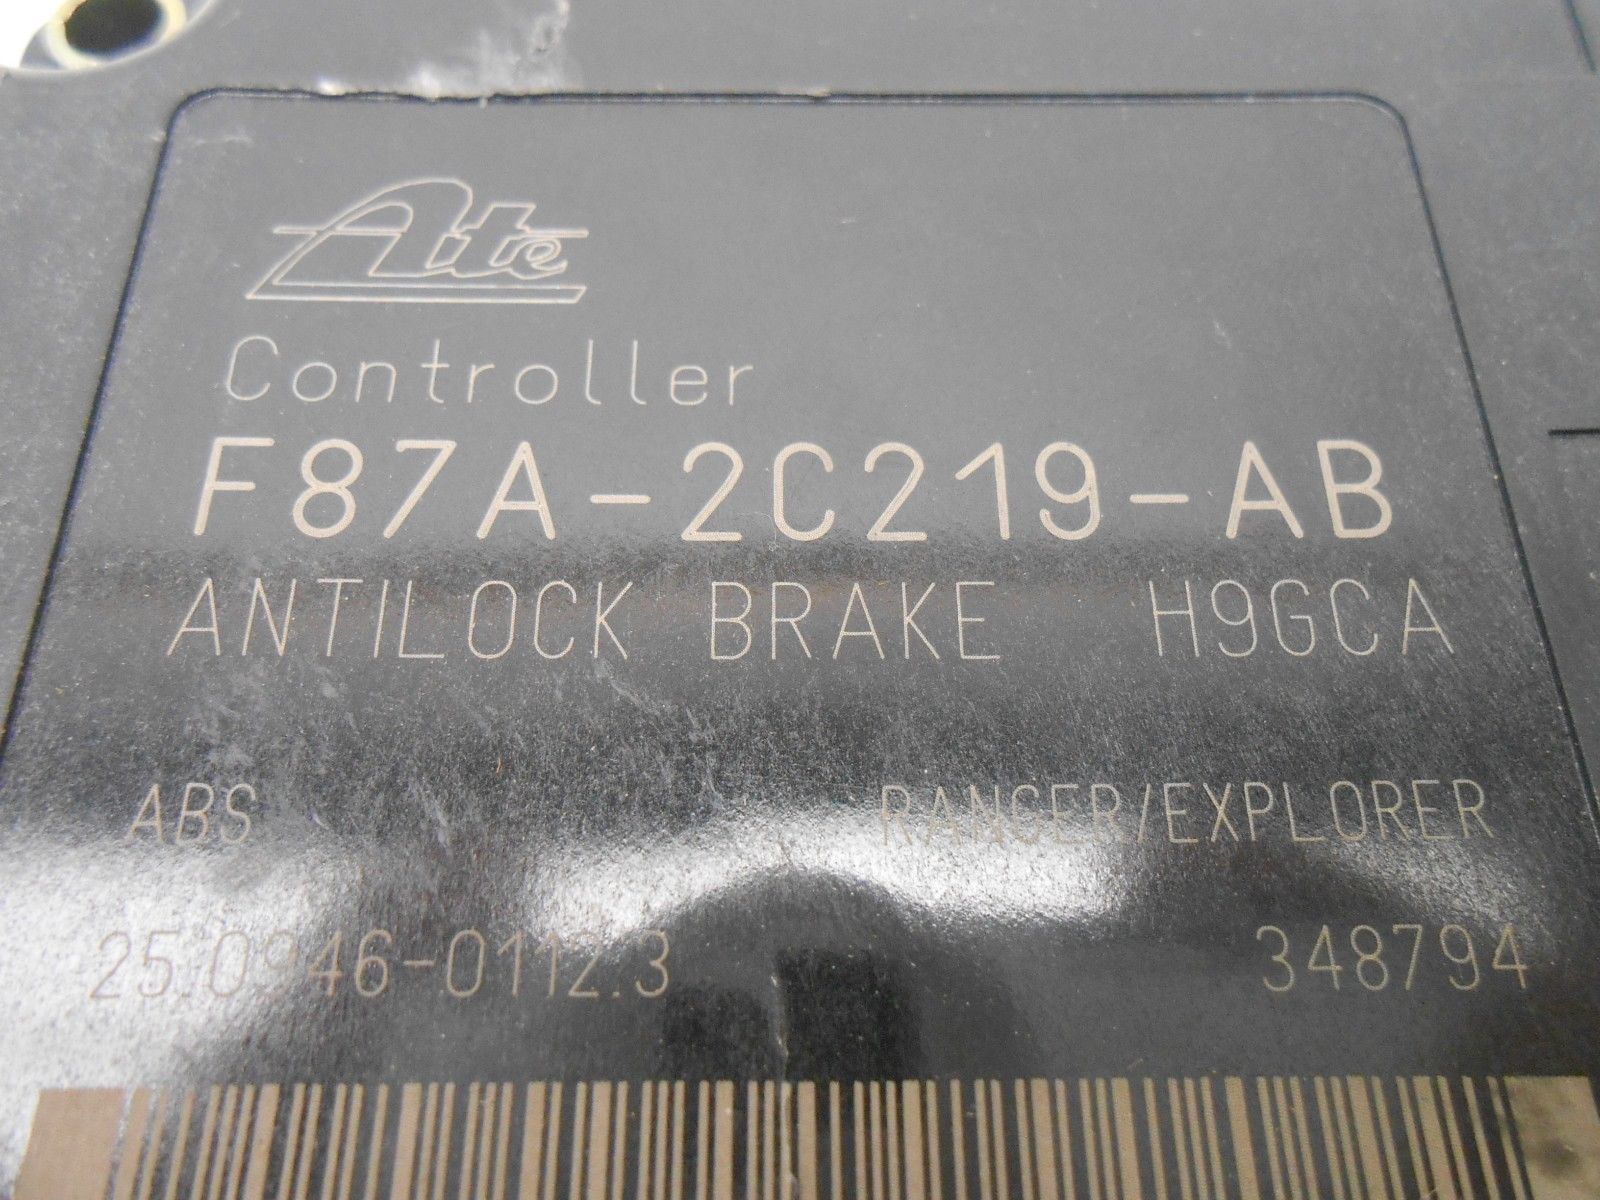 Ate
Controller
F87A-2C219-AB
ANTILOCK BRAKE H9GCA
ABS RANGER/EXPLORER
25.0946-0112.3 348794